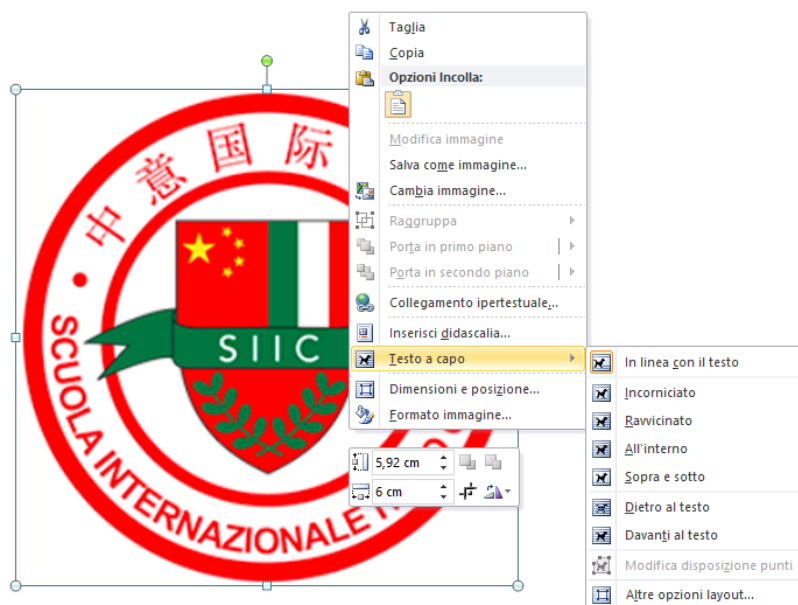 中意国际
SCUOLA INTERNAZIONALE
SIIC
Taglia
Copia
Opzioni Incolla:
Modifica immagine
Salva come immagine...
Cambia immagine...
Raggruppa
Porta in primo piano
Porta in secondo piano
Collegamento ipertestuale...
Inserisci didascalia...
Testo a capo
Dimensioni e posizione...
Formato immagine...
5,92 cm
6 cm
In linea con il testo
Incorniciato
Ravvicinato
All'interno
Sopra e sotto
Dietro al testo
Davanti al testo
Modifica disposizione punti
Altre opzioni layout...